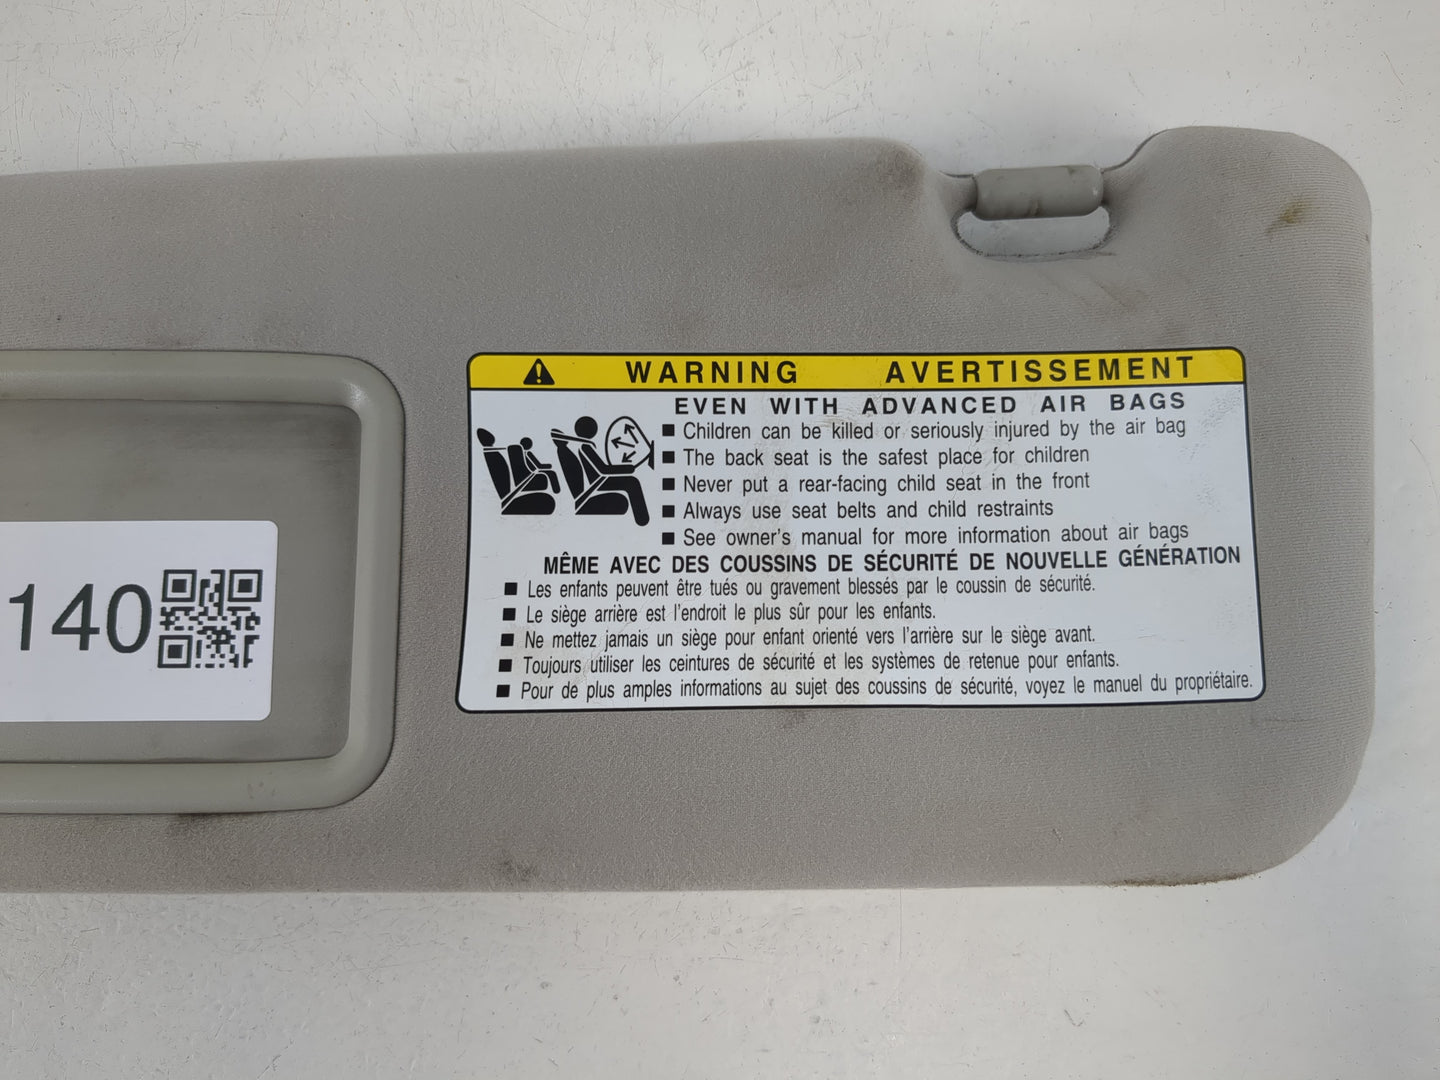 WARNING AVERTISSEMENT
EVEN WITH ADVANCED AIR BAGS
■ Children can be killed or seriously injured by the air bag
■ The back seat is the safest place for children
■ Never put a rear-facing child seat in the front
■ Always use seat belts and child restraints
■ See owner's manual for more information about air bags
MÊME AVEC DES COUSSINS DE SÉCURITÉ DE NOUVELLE GÉNÉRATION
■ Les enfants peuvent être tués ou gravement blessés par le coussin de sécurité.
■ Le siège arrière est l'endroit le plus sûr pour les enfants.
■ Ne mettez jamais un siège pour enfant orienté vers l'arrière sur le siège avant.
■ Toujours utiliser les ceintures de sécurité et les systèmes de retenue pour enfants.
■ Pour de plus amples informations au sujet des coussins de sécurité, voyez le manuel du propriétaire.
140